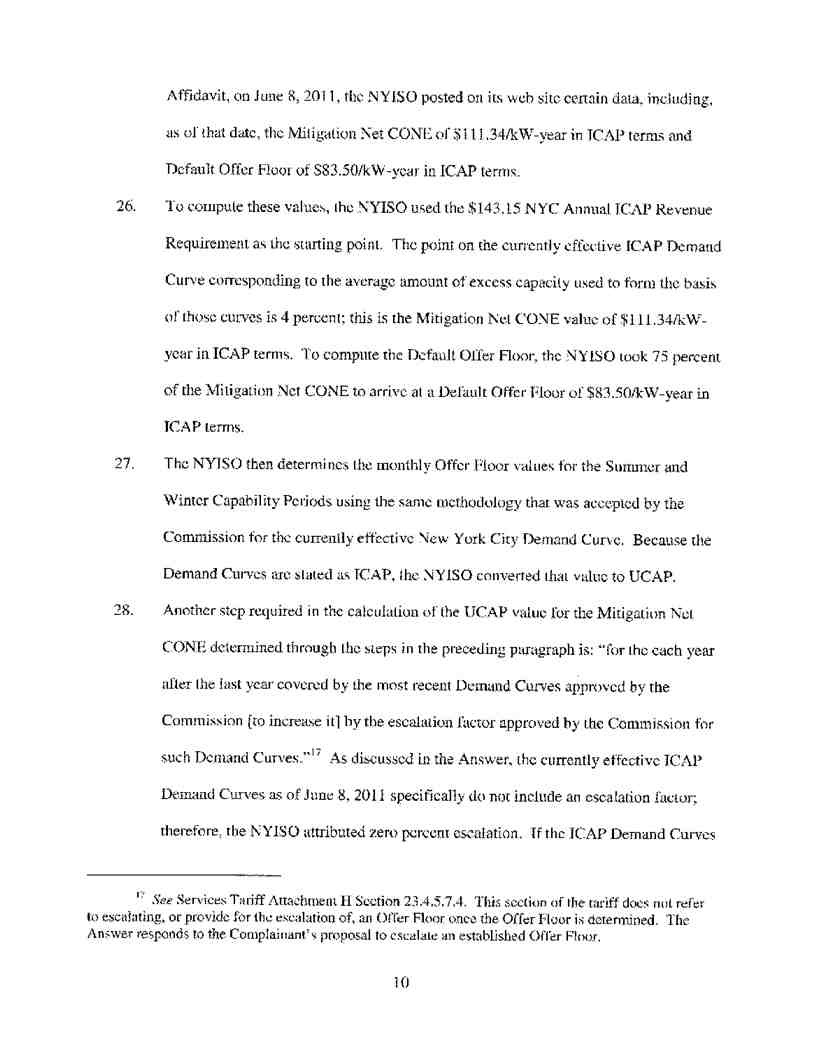 Affidavit, on June 8, 2011, the NYISO posted on its web site certain data, including,
as of that date, the Mitigation Net CONE of $111.34/kW-year in ICAP terms and
Default Offer Floor of $83.50/kW-year in ICAP terms.
26. To compute these values, the NYISO used the $143.15 NYC Annual ICAP Revenue
Requirement as the starting point. The point on the currently effective ICAP Demand
Curve corresponding to the average amount of excess capacity used to form the basis
of those curves is 4 percent; this is the Mitigation Net CONE value of $111.34/kW-
year in ICAP terms. To compute the Default Offer Floor, the NYISO took 75 percent
of the Mitigation Net CONE to arrive at a Default Offer Floor of $83.50/kW-year in
ICAP terms.
27. The NYISO then determines the monthly Offer Floor values for the Summer and
Winter Capability Periods using the same methodology that was accepted by the
Commission for the currently effective New York City Demand Curve. Because the
Demand Curves are stated as ICAP, the NYISO converted that value to UCAP.
28. Another step required in the calculation of the UCAP value for the Mitigation Net
CONE determined through the steps in the preceding paragraph is: "for the each year
after the last year covered by the most recent Demand Curves approved by the
Commission [to increase it] by the escalation factor approved by the Commission for
such Demand Curves."17 As discussed in the Answer, the currently effective ICAP
Demand Curves as of June 8, 2011 specifically do not include an escalation factor;
therefore, the NYISO attributed zero percent escalation. If the ICAP Demand Curves
17 See Services Tariff Attachment H Section 23.4.5.7.4. This section of the tariff does not refer
to escalating, or provide for the escalation of, an Offer Floor once the Offer Floor is determined. The
Answer responds to the Complainant's proposal to escalate an established Offer Floor.
10